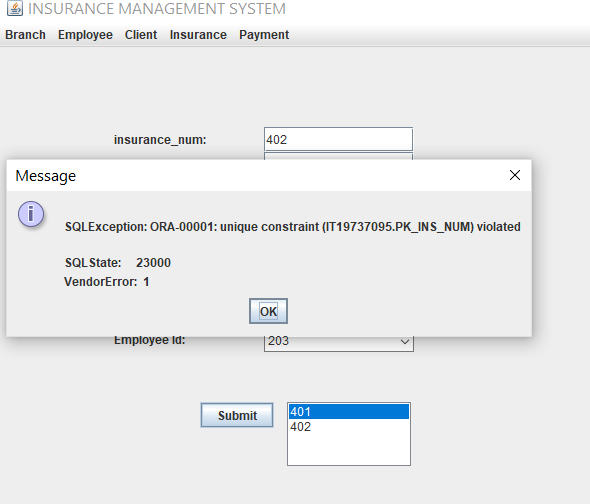 INSURANCE MANAGEMENT SYSTEM
Branch Employee Client Insurance Payment
insurance_num: 402
Message
SQLException: ORA-00001: unique constraint (IT19737095.PK_INS_NUM) violated
SQLState: 23000
VendorError: 1
OK
Employee Id: 203
Submit
401
402